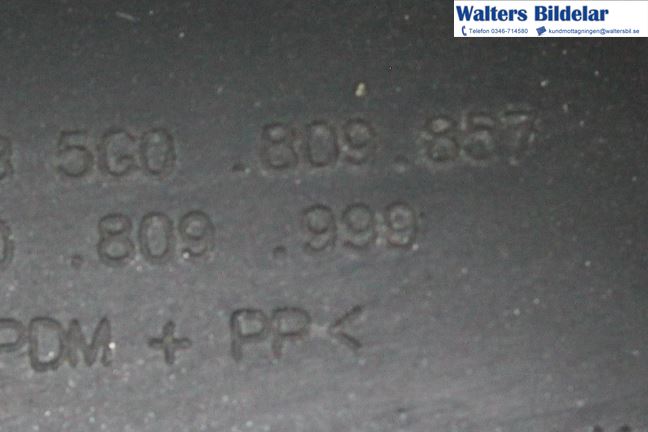 Walters Bildelar
Telefon 0346-714580 kundmottagningen@waltersbil.se
5G0 .809.857
.809 .999
PDM + PP<